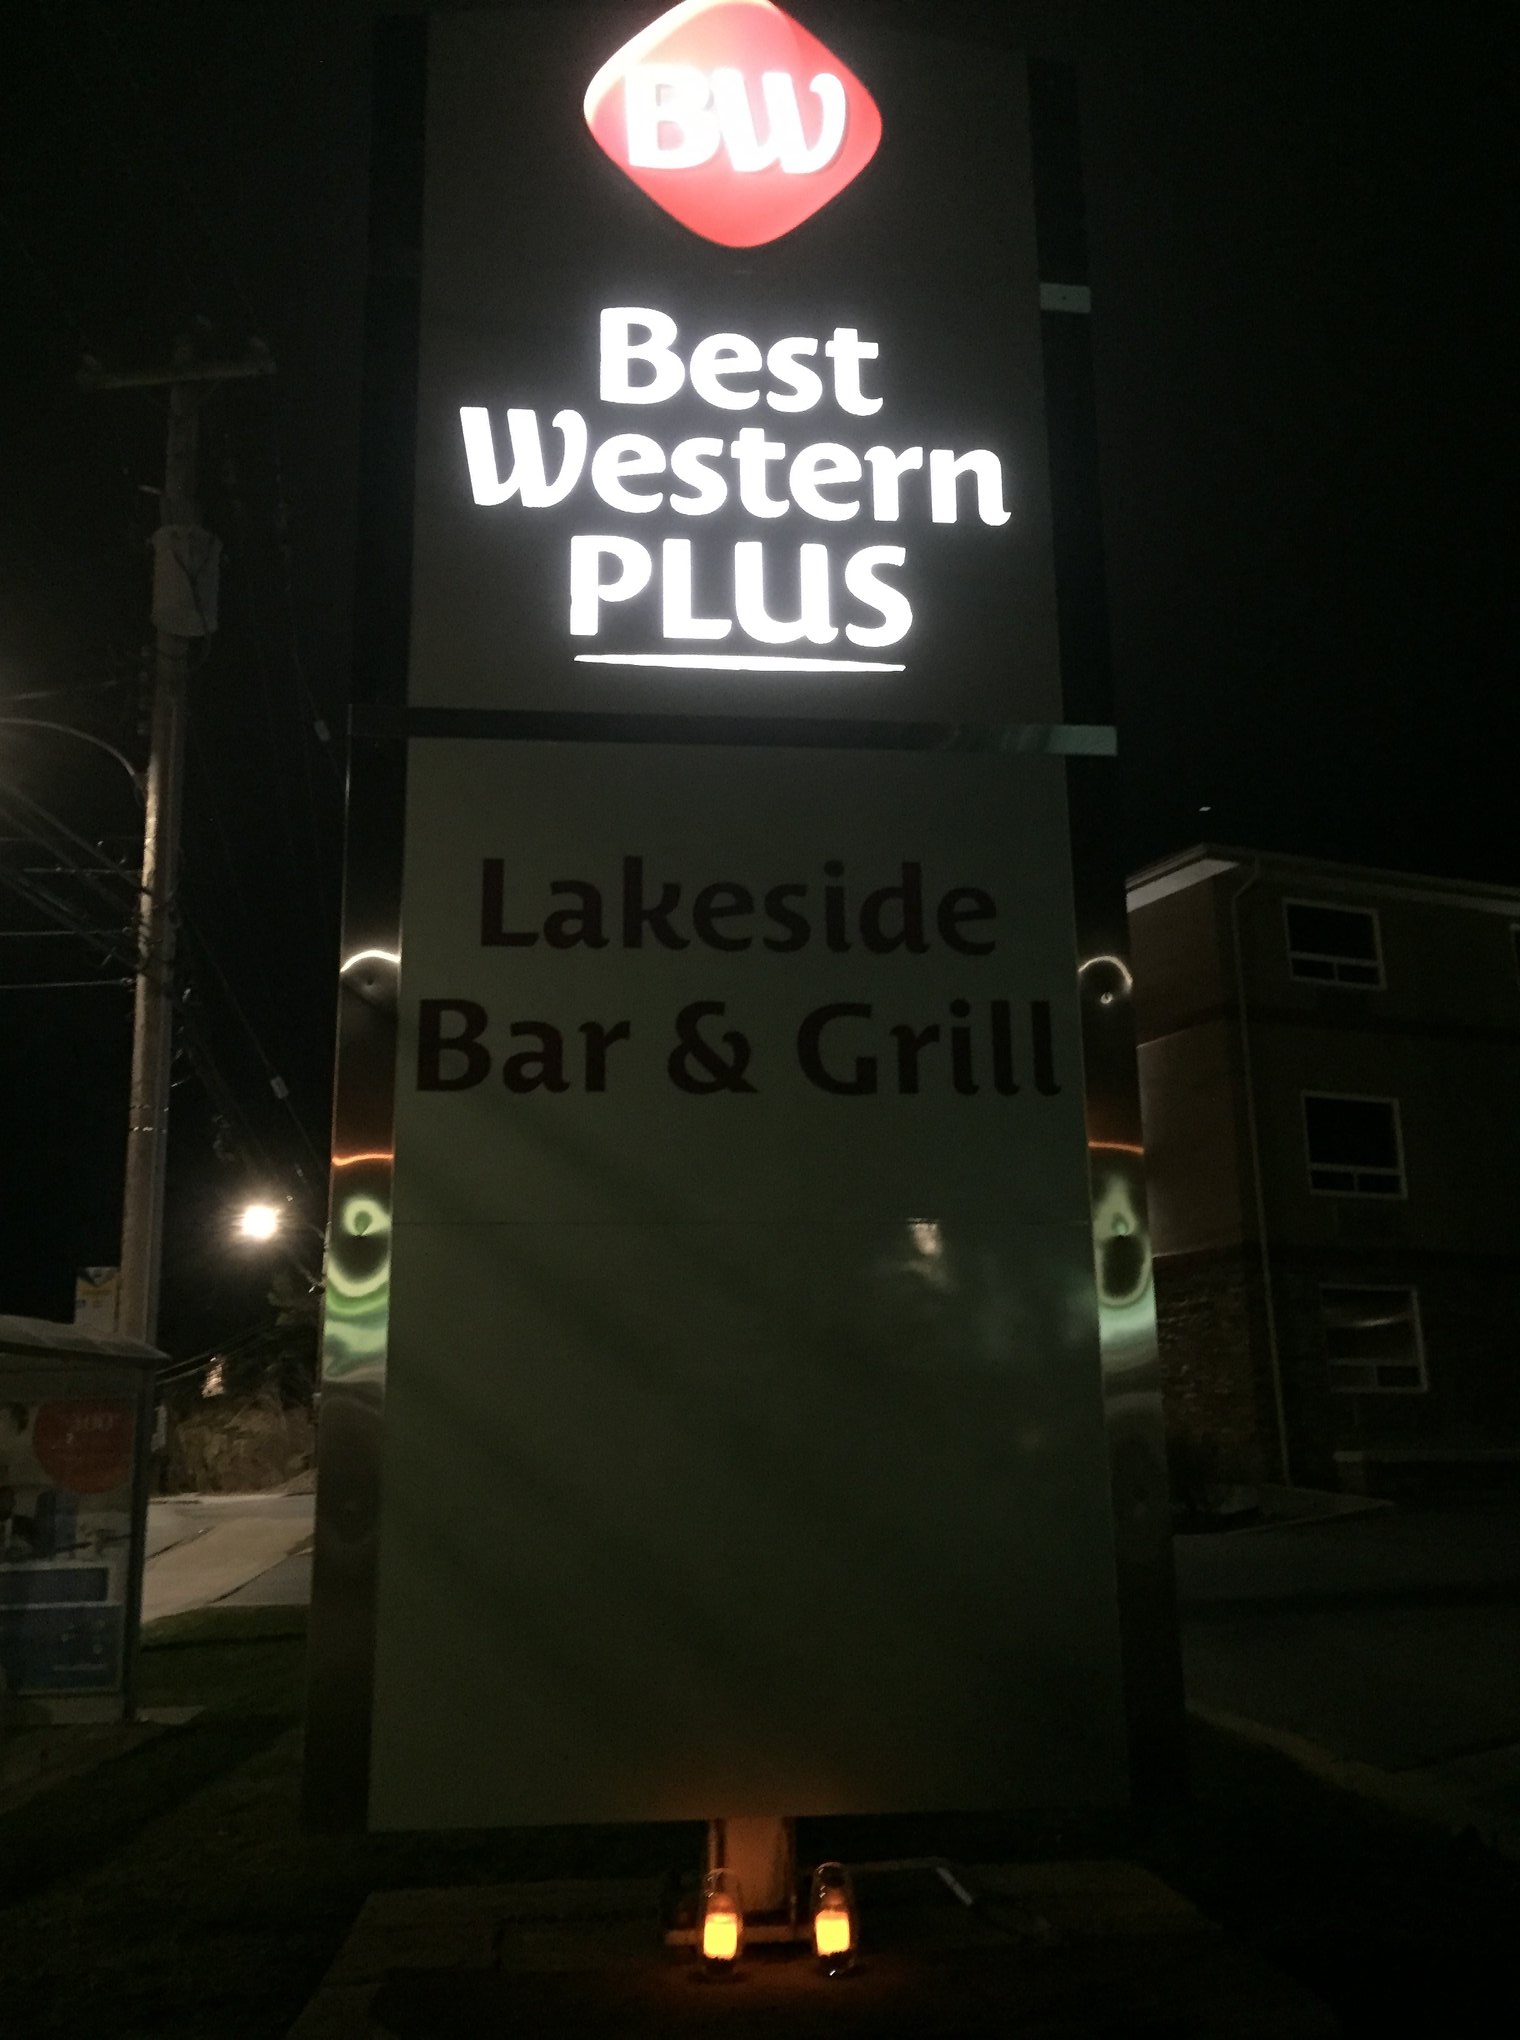 BW
Best
Western
PLUS
Lakeside
Bar & Grill